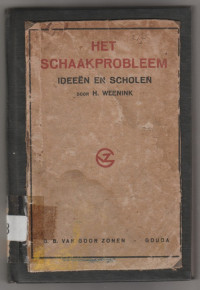 HET
SCHAAKPROBLEEM
IDEEËN EN SCHOLEN
DOOR H. WEENINK
G. B. VAN GOOR ZONEN - GOUDA